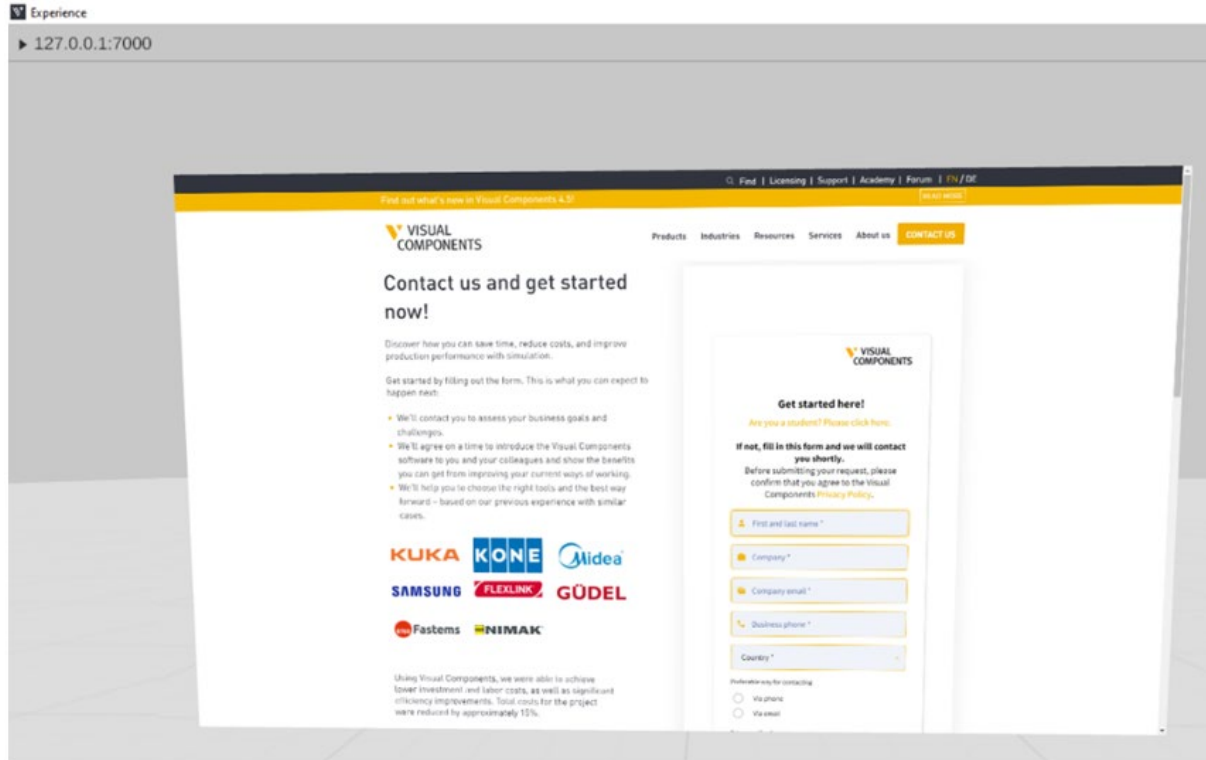 Experience
127.0.0.1:7000
Find | Licensing | Support | Academy | Forum | EN / DE
Find out what's new in Visual Components 4.5!
READ MORE
VISUAL
COMPONENTS
Products Industries Resources Services About us CONTACT US
Contact us and get started
now!
Discover how you can save time, reduce costs, and improve
production performance with simulation.
Get started by filling out the form. This is what you can expect to
happen next:
• We'll contact you to assess your business goals and
challenges.
• We'll agree on a time to introduce the Visual Components
software to you and your colleagues and show the benefits
you can get from improving your current ways of working.
• We'll help you to choose the right tools and the best way
forward – based on our previous experience with similar
cases.
KUKA KONE Midea
SAMSUNG FLEXLINK GÜDEL
Fastems NIMAK
Using Visual Components, we were able to achieve
lower investment and labor costs, as well as significant
efficiency improvements. Total costs for the project
were reduced by approximately 15%.
VISUAL
COMPONENTS
Get started here!
Are you a student? Please click here.
If not, fill in this form and we will contact
you shortly.
Before submitting your request, please
confirm that you agree to the Visual
Components Privacy Policy.
First and last name *
Company *
Company email *
Business phone *
Country *
Preferable way for contacting
Via phone
Via email